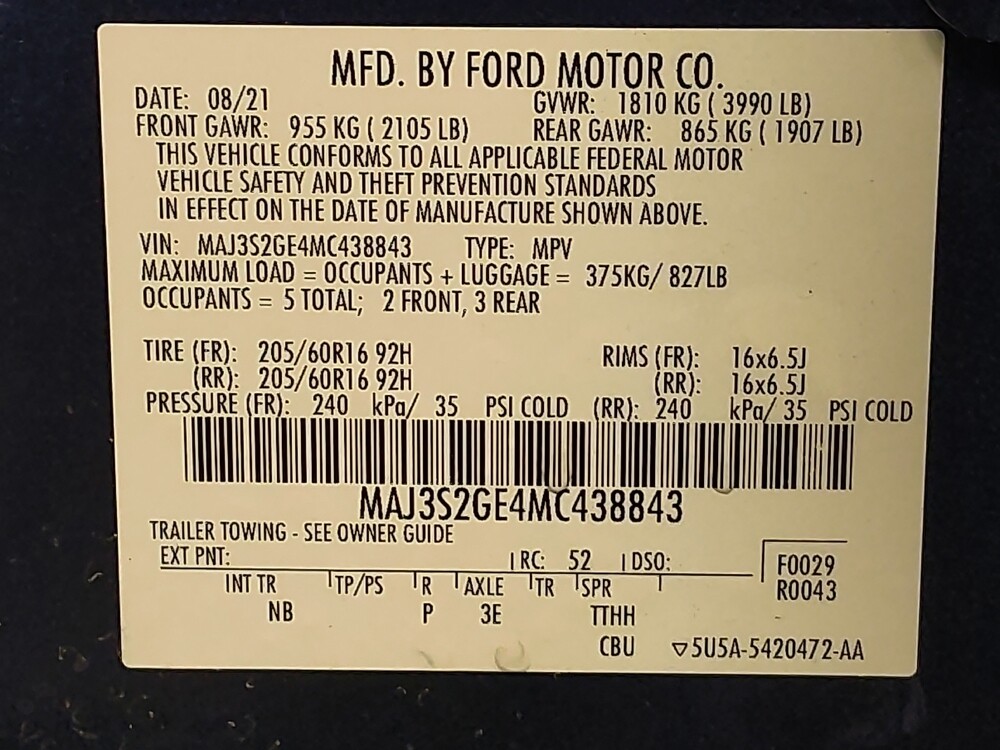 MFD. BY FORD MOTOR CO.
DATE: 08/21 GVWR: 1810 KG ( 3990 LB)
FRONT GAWR: 955 KG ( 2105 LB) REAR GAWR: 865 KG ( 1907 LB)
THIS VEHICLE CONFORMS TO ALL APPLICABLE FEDERAL MOTOR
VEHICLE SAFETY AND THEFT PREVENTION STANDARDS
IN EFFECT ON THE DATE OF MANUFACTURE SHOWN ABOVE.
VIN: MAJ3S2GE4MC438843 TYPE: MPV
MAXIMUM LOAD = OCCUPANTS + LUGGAGE = 375KG/ 827LB
OCCUPANTS = 5 TOTAL; 2 FRONT, 3 REAR
TIRE (FR): 205/60R16 92H RIMS (FR): 16x6.5J
(RR): 205/60R16 92H (RR): 16x6.5J
PRESSURE (FR): 240 kPa/ 35 PSI COLD (RR): 240 kPa/ 35 PSI COLD
MAJ3S2GE4MC438843
TRAILER TOWING - SEE OWNER GUIDE
EXT PNT: RC: 52 DSO: F0029
INT TR TP/PS R AXLE TR SPR R0043
NB P 3E TTHH
CBU ▽5U5A-5420472-AA